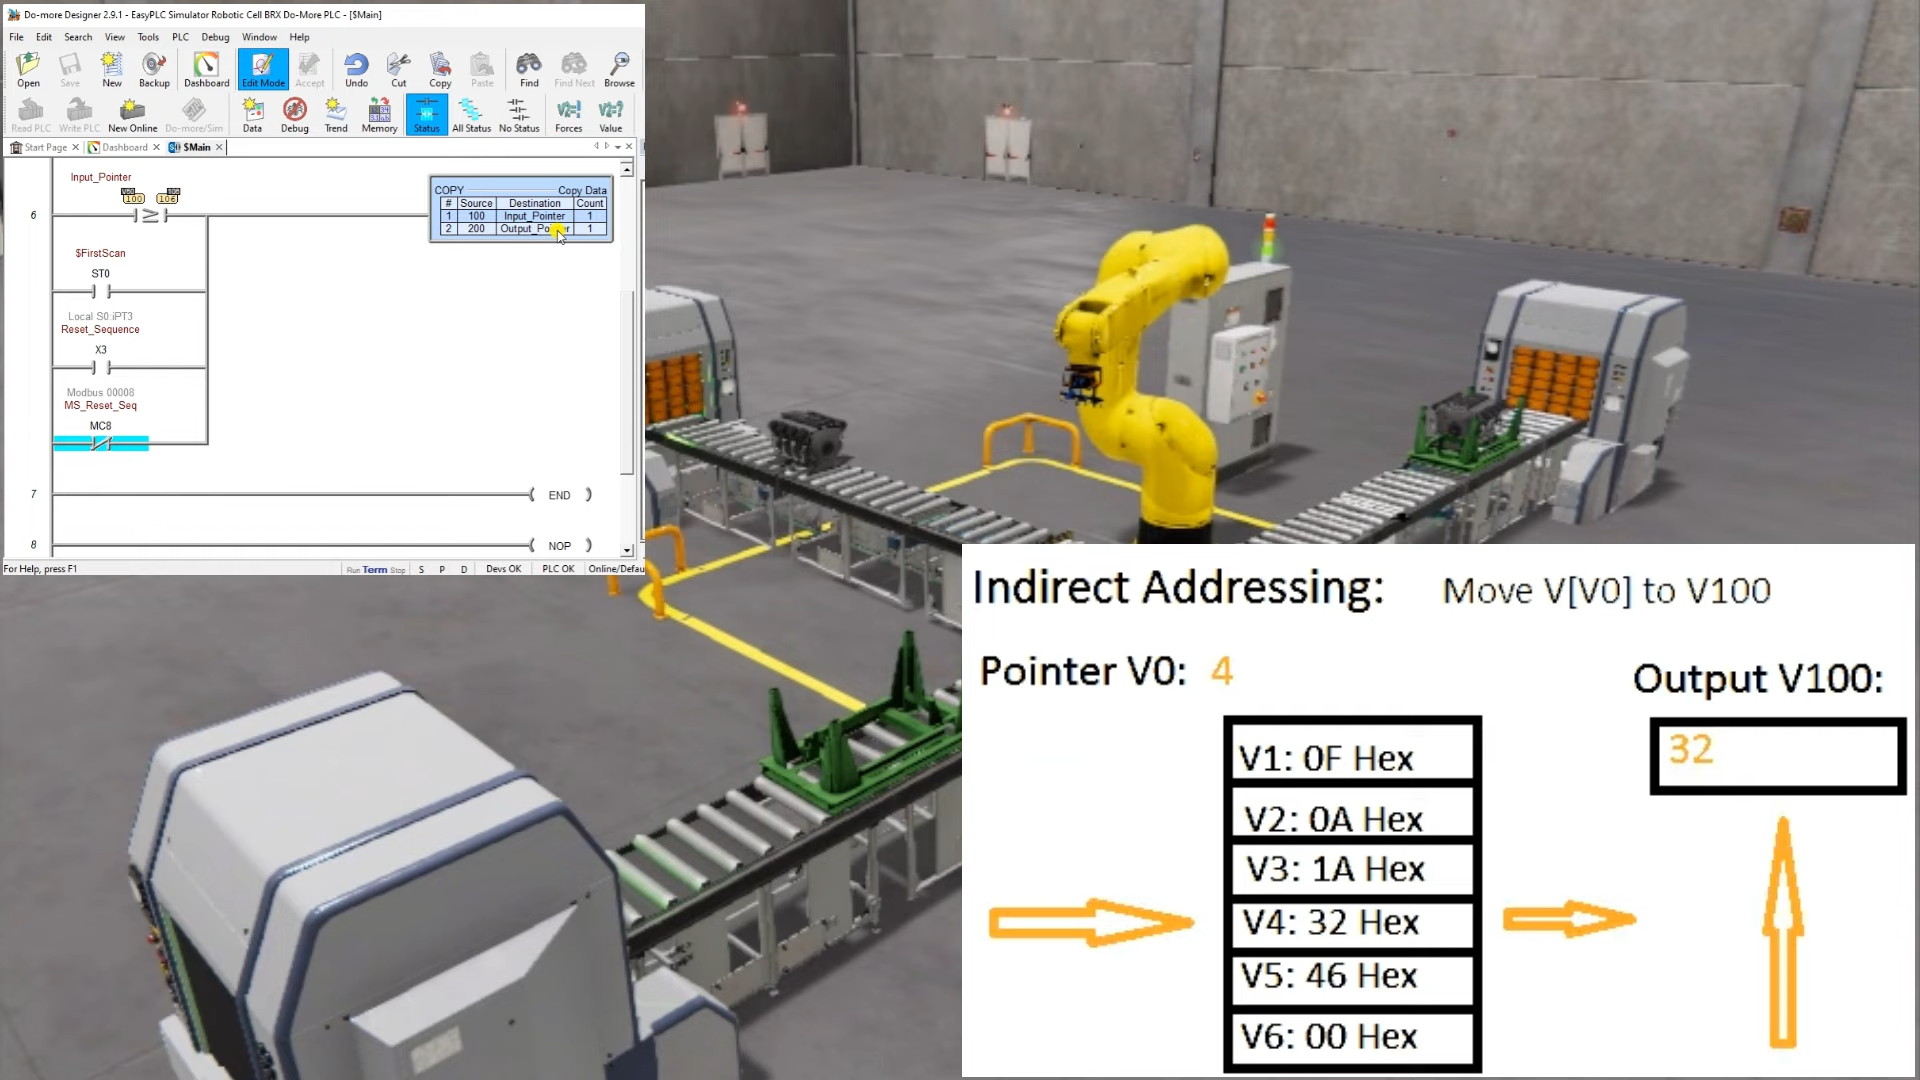 Do-more Designer 2.9.1 - EasyPLC Simulator Robotic Cell BRX Do-More PLC - [$Main]
File Edit Search View Tools PLC Debug Window Help
Open Save New Backup Dashboard Edit Mode Accept Undo Cut Copy Paste Find Find Next Browse
Read PLC Write PLC New Online Do-more/Sim Data Debug Trend Memory Status All Status No Status Forces Value
Start Page Dashboard $Main
Input_Pointer
100 106
6
COPY Copy Data
# Source Destination Count
1 100 Input_Pointer 1
2 200 1
$FirstScan
ST0
Local S0:iPT3
Reset_Sequence
X3
Modbus 00008
MS_Reset_Seq
MC8
7 END
8 NOP
For Help, press F1 Run Term Stop S P D Devs OK PLC OK
Indirect Addressing: Move V[V0] to V100
Pointer V0: 4
Output V100:
32
V1: 0F Hex
V2: 0A Hex
V3: 1A Hex
V4: 32 Hex
V5: 46 Hex
V6: 00 Hex